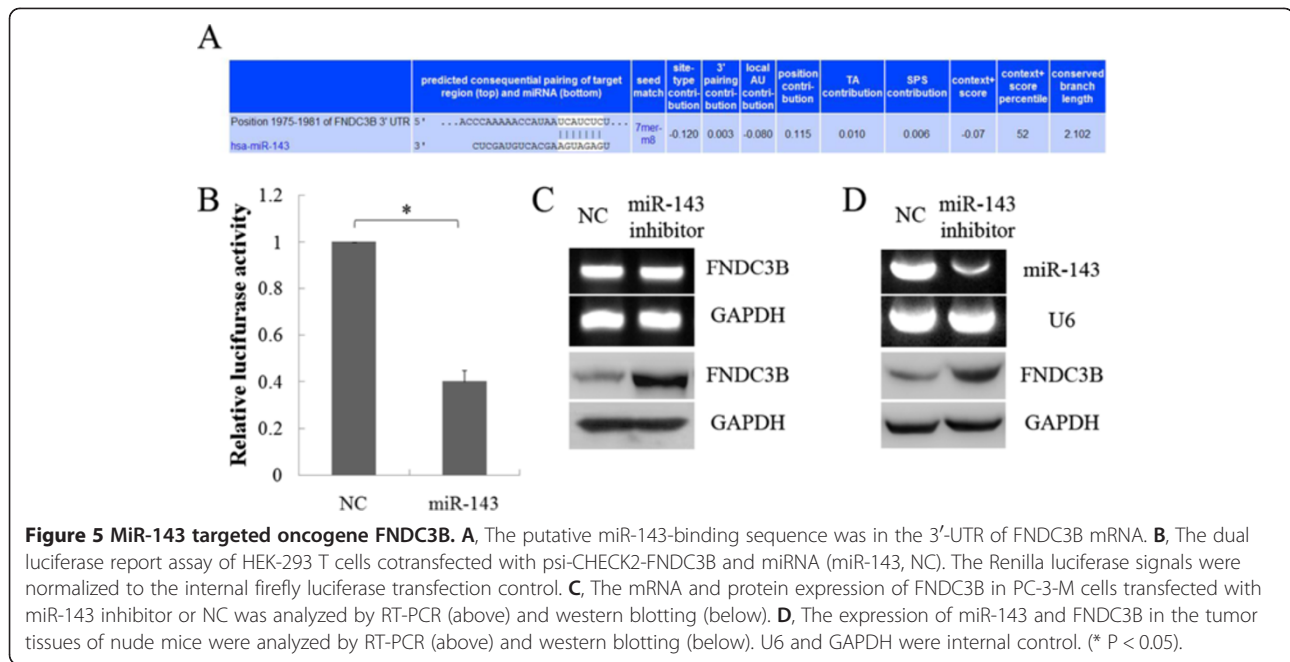 A
predicted consequential pairing of target region (top) and miRNA (bottom)
seed match
site-type contri-bution
3' pairing contri-bution
local AU contri-bution
position contri-bution
TA contribution
SPS contribution
context+ score
context+ score percentile
conserved branch length
Position 1975-1981 of FNDC3B 3' UTR 5' ...ACCCAAAAACCAUAAUCAUCUCU...
hsa-miR-143 3' CUCGAUGUCACGAAGUAGAGU
7mer-m8 -0.120 0.003 -0.080 0.115 0.010 0.006 -0.07 52 2.102
B
Relative lucifurase activity
1.2
1
0.8
0.6
0.4
0.2
0
*
NC miR-143
C
NC miR-143 inhibitor
FNDC3B
GAPDH
FNDC3B
GAPDH
D
NC miR-143 inhibitor
miR-143
U6
FNDC3B
GAPDH
Figure 5 MiR-143 targeted oncogene FNDC3B. A, The putative miR-143-binding sequence was in the 3′-UTR of FNDC3B mRNA. B, The dual
luciferase report assay of HEK-293 T cells cotransfected with psi-CHECK2-FNDC3B and miRNA (miR-143, NC). The Renilla luciferase signals were
normalized to the internal firefly luciferase transfection control. C, The mRNA and protein expression of FNDC3B in PC-3-M cells transfected with
miR-143 inhibitor or NC was analyzed by RT-PCR (above) and western blotting (below). D, The expression of miR-143 and FNDC3B in the tumor
tissues of nude mice were analyzed by RT-PCR (above) and western blotting (below). U6 and GAPDH were internal control. (* P < 0.05).